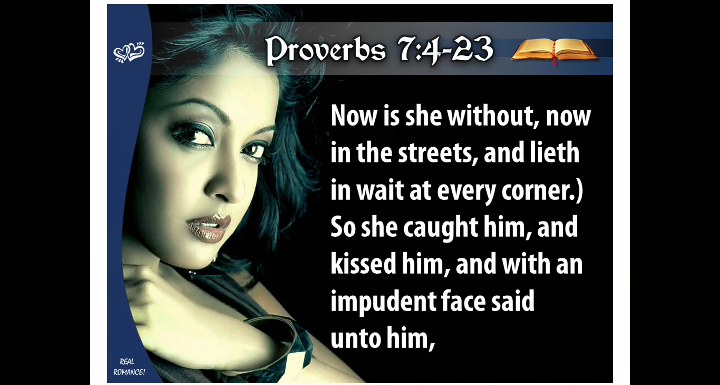 Proverbs 7:4-23
Now is she without, now
in the streets, and lieth
in wait at every corner.)
So she caught him, and
kissed him, and with an
impudent face said
unto him,
REAL
ROMANCE!